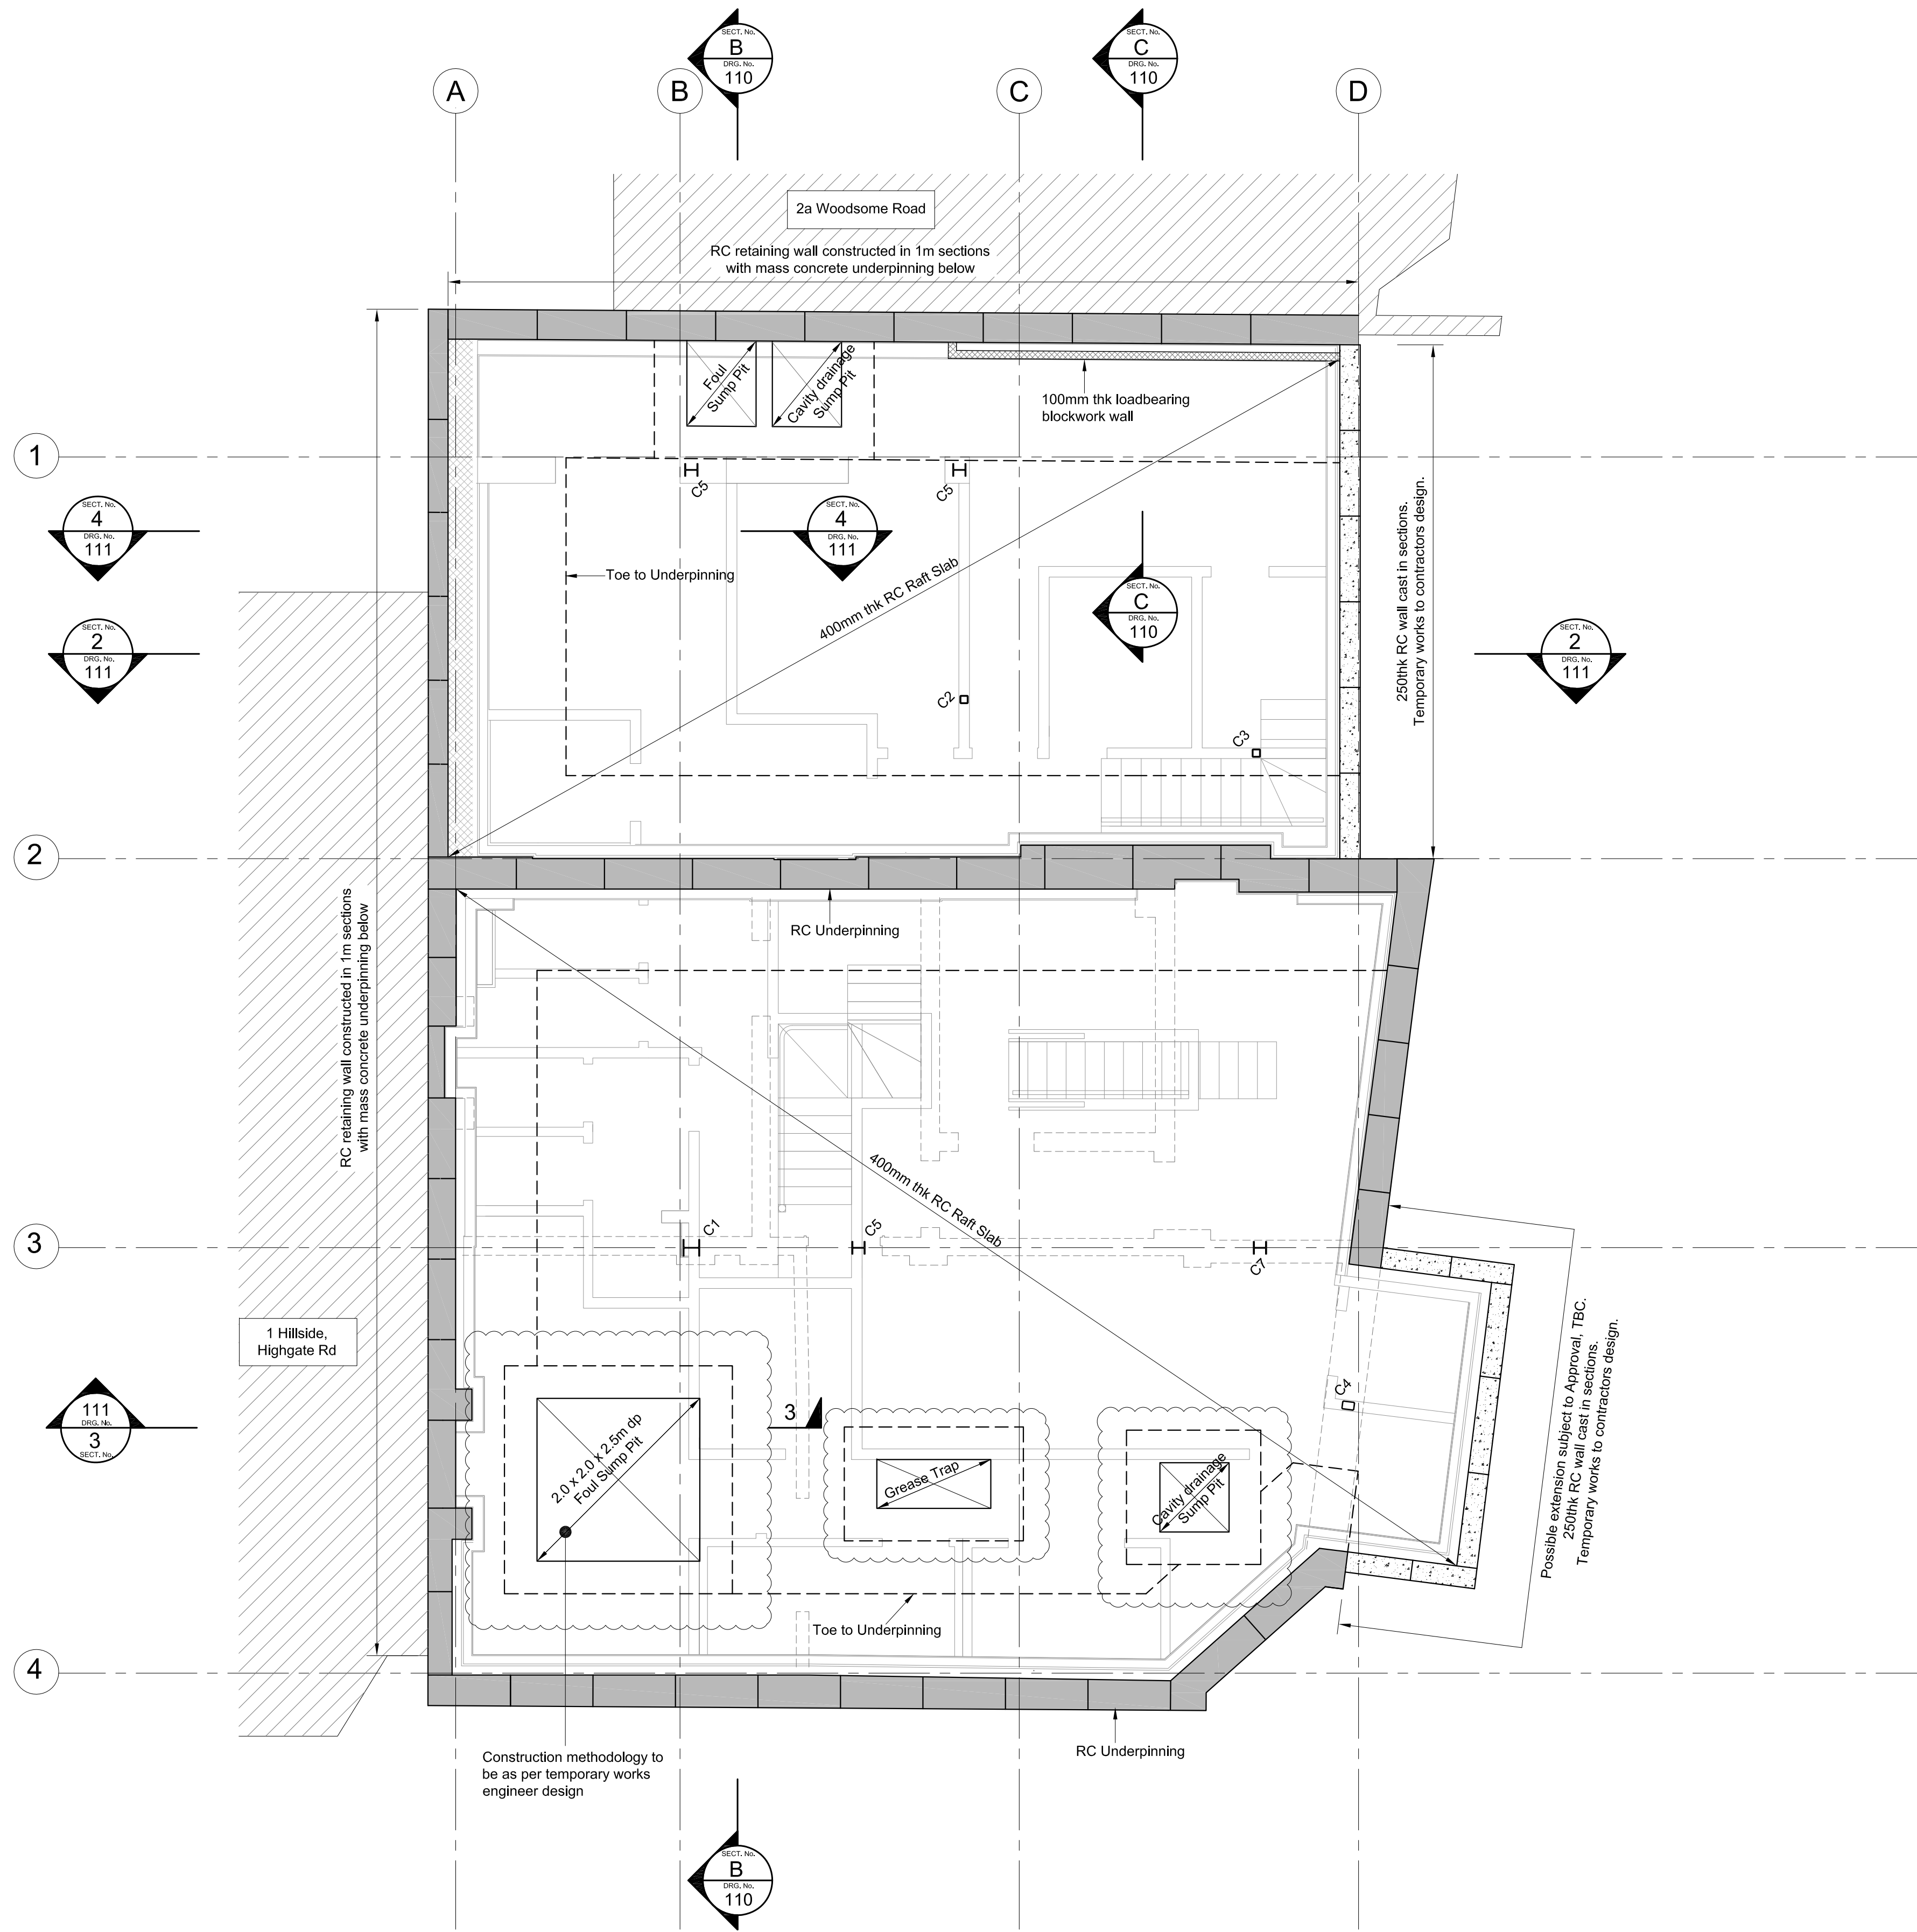 SECT. No.
B
DRG. No.
110
SECT. No.
C
DRG. No.
110
A
B
C
D
2a Woodsome Road
RC retaining wall constructed in 1m sections
with mass concrete underpinning below
Foul
Sump Pit
Cavity drainage
Sump Pit
100mm thk loadbearing
blockwork wall
1
C5
C5
SECT. No.
4
DRG. No.
111
SECT. No.
4
DRG. No.
111
Toe to Underpinning
400mm thk RC Raft Slab
SECT. No.
C
DRG. No.
110
250thk RC wall cast in sections.
Temporary works to contractors design.
SECT. No.
2
DRG. No.
111
SECT. No.
2
DRG. No.
111
C2
C3
2
RC Underpinning
RC retaining wall constructed in 1m sections
with mass concrete underpinning below
400mm thk RC Raft Slab
3
C1
C5
C7
1 Hillside,
Highgate Rd
111
DRG. No.
3
SECT. No.
2.0 x 2.0 x 2.5m dp
Foul Sump Pit
3
Grease Trap
Cavity drainage
Sump Pit
C4
Possible extension subject to Approval, TBC.
250thk RC wall cast in sections.
Temporary works to contractors design.
Toe to Underpinning
4
Construction methodology to
be as per temporary works
engineer design
RC Underpinning
SECT. No.
B
DRG. No.
110